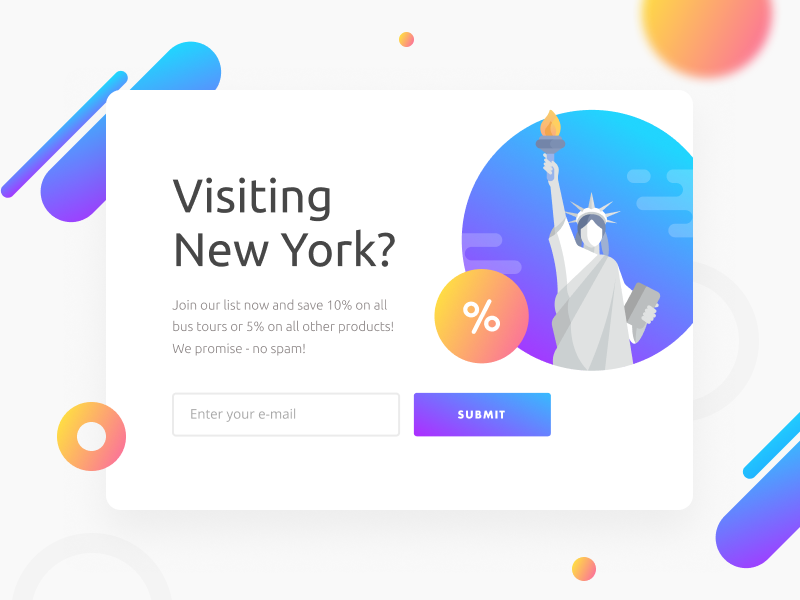 Visiting
New York?
Join our list now and save 10% on all
bus tours or 5% on all other products!
We promise - no spam!
%
Enter your e-mail
SUBMIT